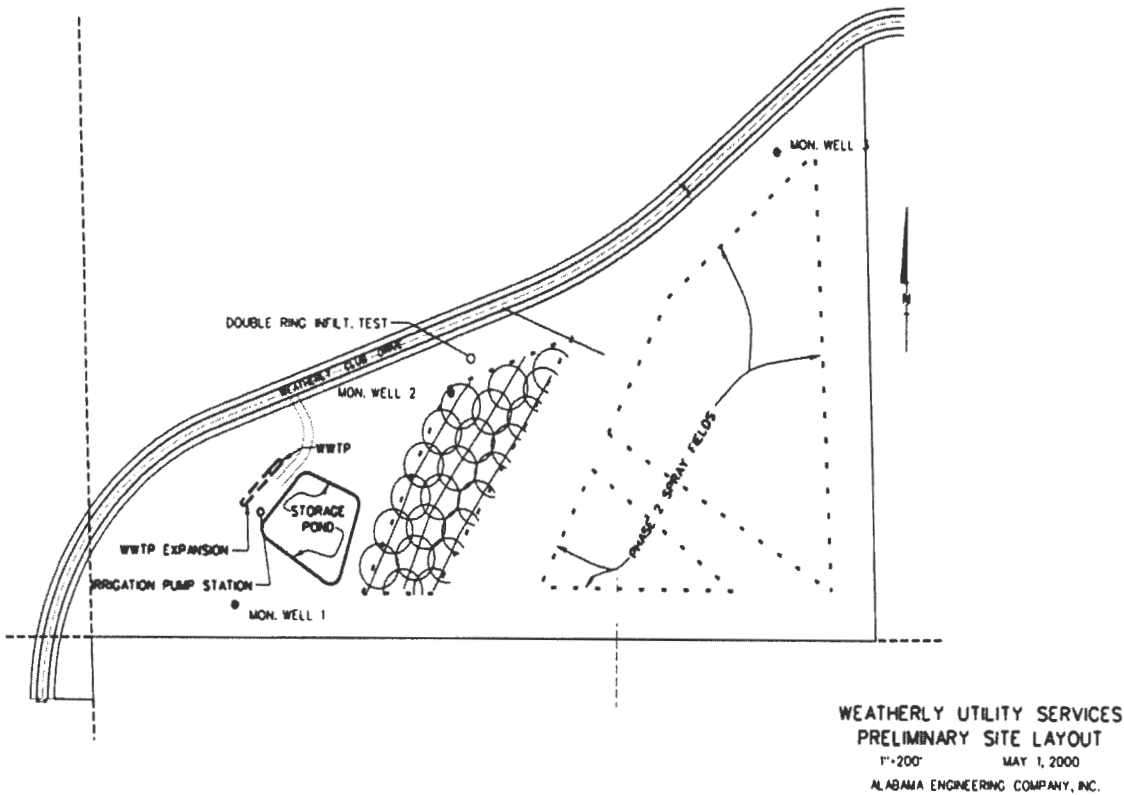 MON. WELL 3
N
DOUBLE RING INFILT. TEST
WEATHERLY CLUB DRIVE
MON. WELL 2
WWTP
STORAGE
POND
PHASE 2 SPRAY FIELDS
WWTP EXPANSION
IRRIGATION PUMP STATION
MON. WELL 1
WEATHERLY UTILITY SERVICES
PRELIMINARY SITE LAYOUT
1"=200' MAY 1, 2000
ALABAMA ENGINEERING COMPANY, INC.